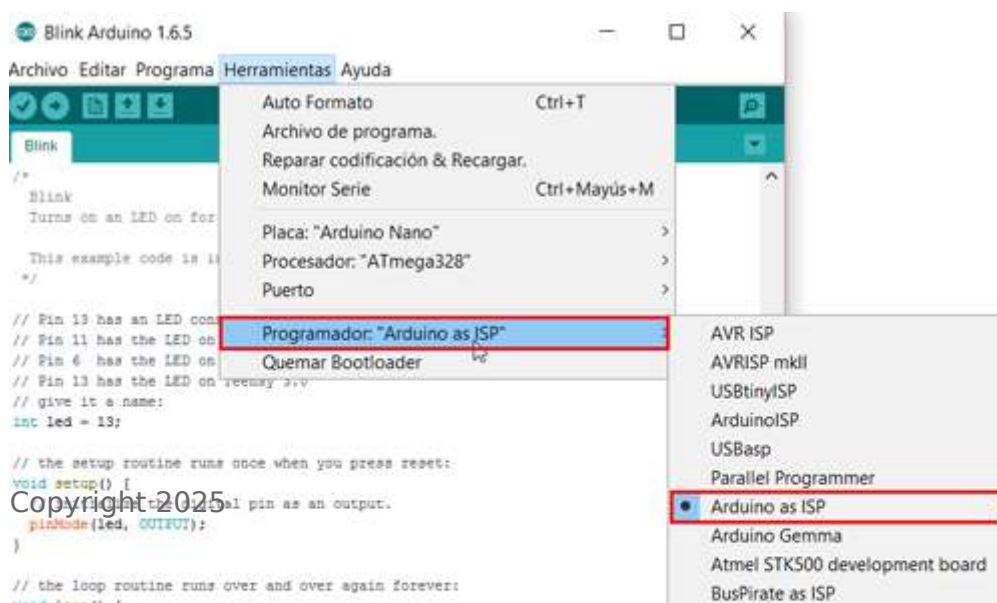 Blink Arduino 1.6.5
Archivo Editar Programa Herramientas Ayuda
Auto Formato Ctrl+T
Archivo de programa.
Reparar codificación & Recargar.
Monitor Serie Ctrl+Mayús+M
Placa: "Arduino Nano"
Procesador: "ATmega328"
Puerto
Programador: "Arduino as ISP"
Quemar Bootloader
AVR ISP
AVRISP mkII
USBtinyISP
ArduinoISP
USBasp
Parallel Programmer
Arduino as ISP
Arduino Gemma
Atmel STK500 development board
BusPirate as ISP
Blink
/*
Blink
Turns on an LED on for
This example code is
*/
// Pin 13 has an LED
// Pin 11 has the LED on
// Pin 6 has the LED on
// Pin 13 has the LED on Teensy 3.0
// give it a name:
int led = 13;
// the setup routine runs once when you press reset:
void setup() {
the digital pin as an output.
pinMode(led, OUTPUT);
}
// the loop routine runs over and over again forever:
Copyright 2025